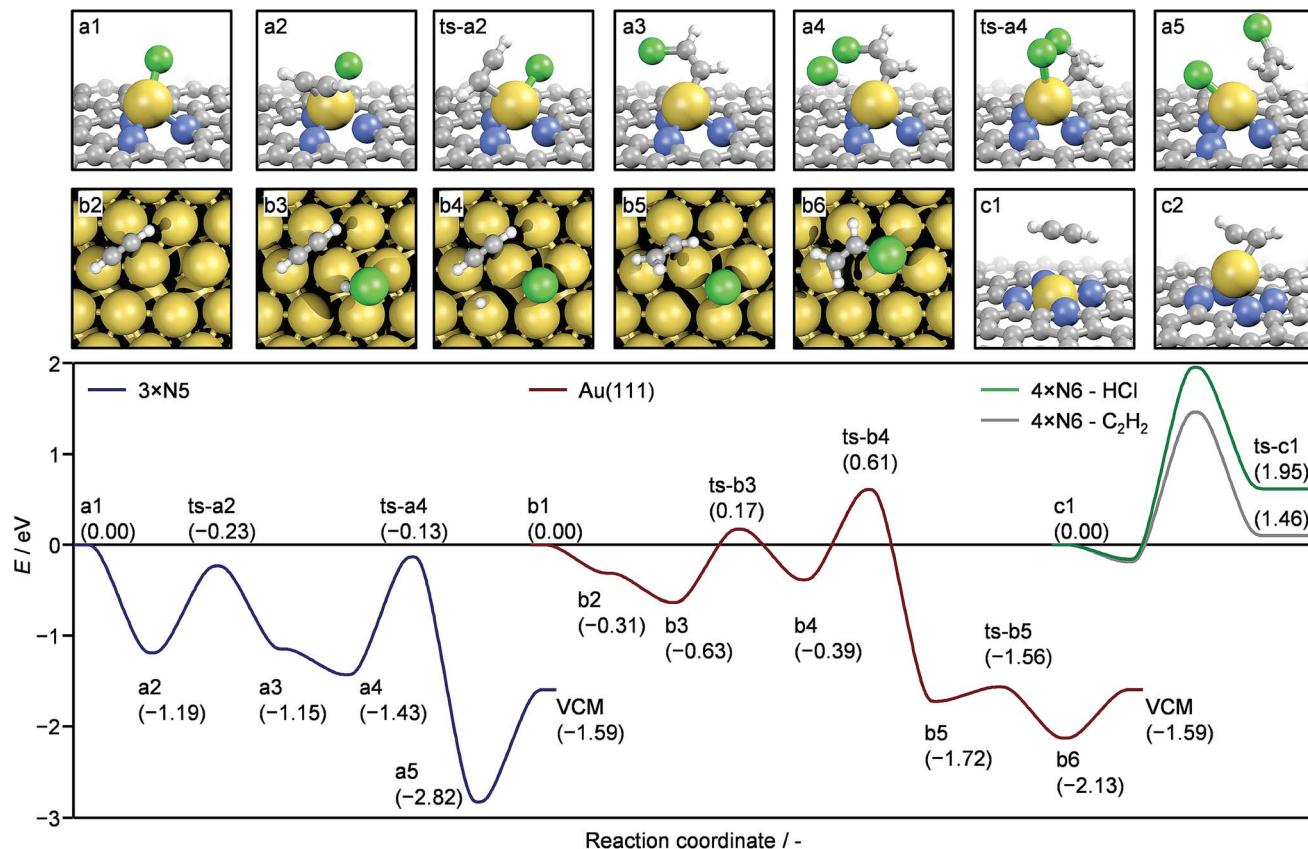 a1
a2
ts-a2
a3
a4
ts-a4
a5
b2
b3
b4
b5
b6
c1
c2
2
1
0
−1
−2
−3
E / eV
3×N5
Au(111)
4×N6 - HCl
4×N6 - C₂H₂
a1
(0.00)
ts-a2
(−0.23)
ts-a4
(−0.13)
a2
(−1.19)
a3
(−1.15)
a4
(−1.43)
a5
(−2.82)
VCM
(−1.59)
b1
(0.00)
b2
(−0.31)
b3
(−0.63)
ts-b3
(0.17)
b4
(−0.39)
ts-b4
(0.61)
b5
(−1.72)
ts-b5
(−1.56)
b6
(−2.13)
VCM
(−1.59)
c1
(0.00)
ts-c1
(1.95)
(1.46)
Reaction coordinate / -